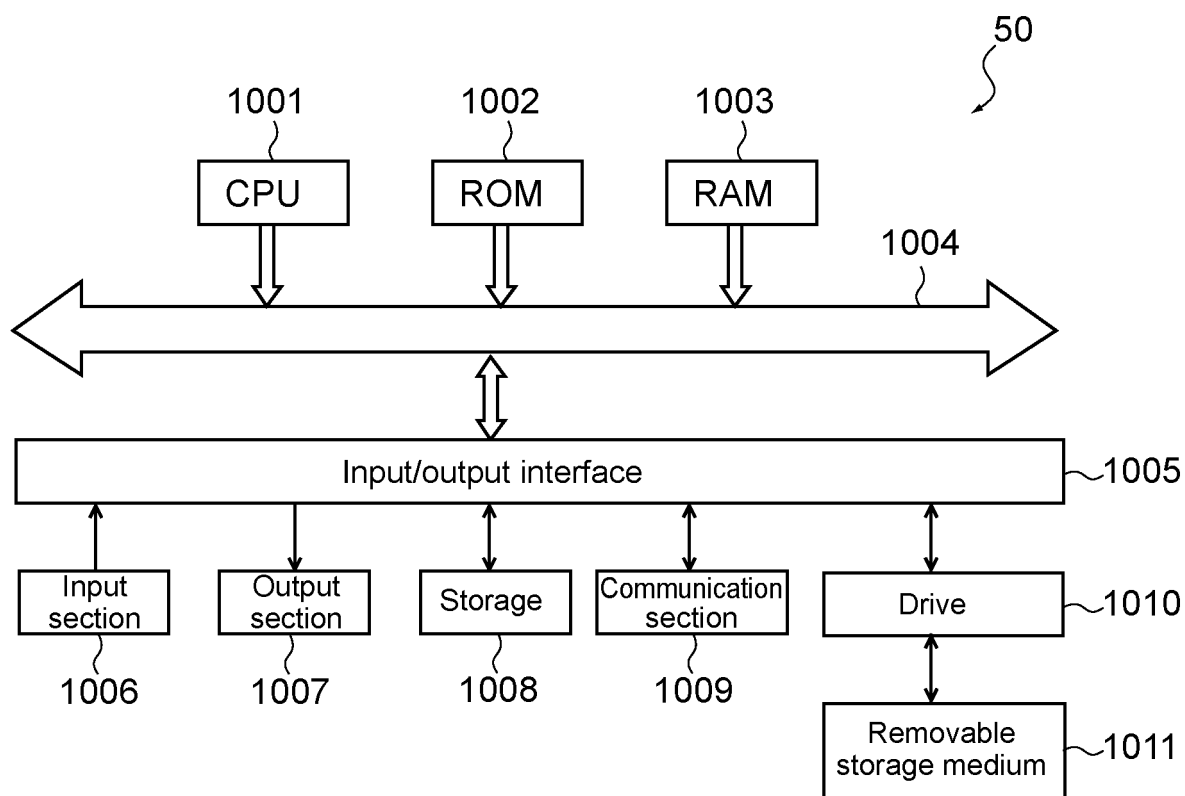 50
1001
1002
1003
CPU
ROM
RAM
1004
Input/output interface
1005
Input
section
Output
section
Storage
Communication
section
Drive
1010
1006
1007
1008
1009
Removable
storage medium
1011